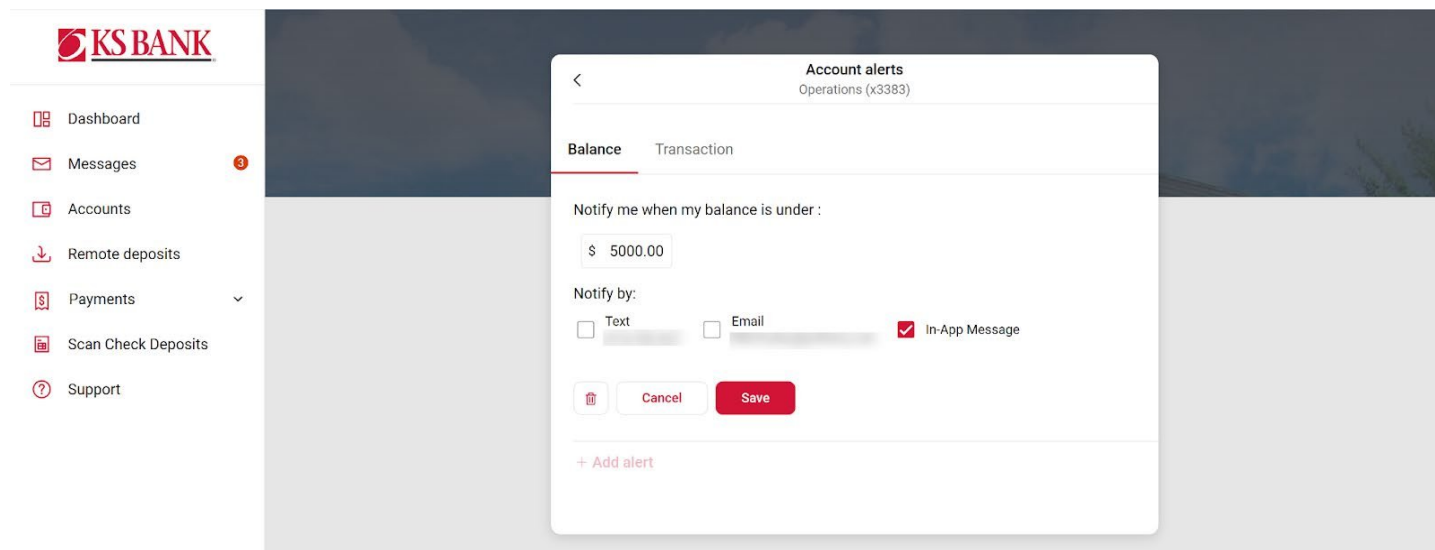 KS BANK
Dashboard
Messages 3
Accounts
Remote deposits
Payments
Scan Check Deposits
Support
Account alerts
Operations (x3383)
Balance Transaction
Notify me when my balance is under :
$ 5000.00
Notify by:
Text Email In-App Message
Cancel Save
+ Add alert